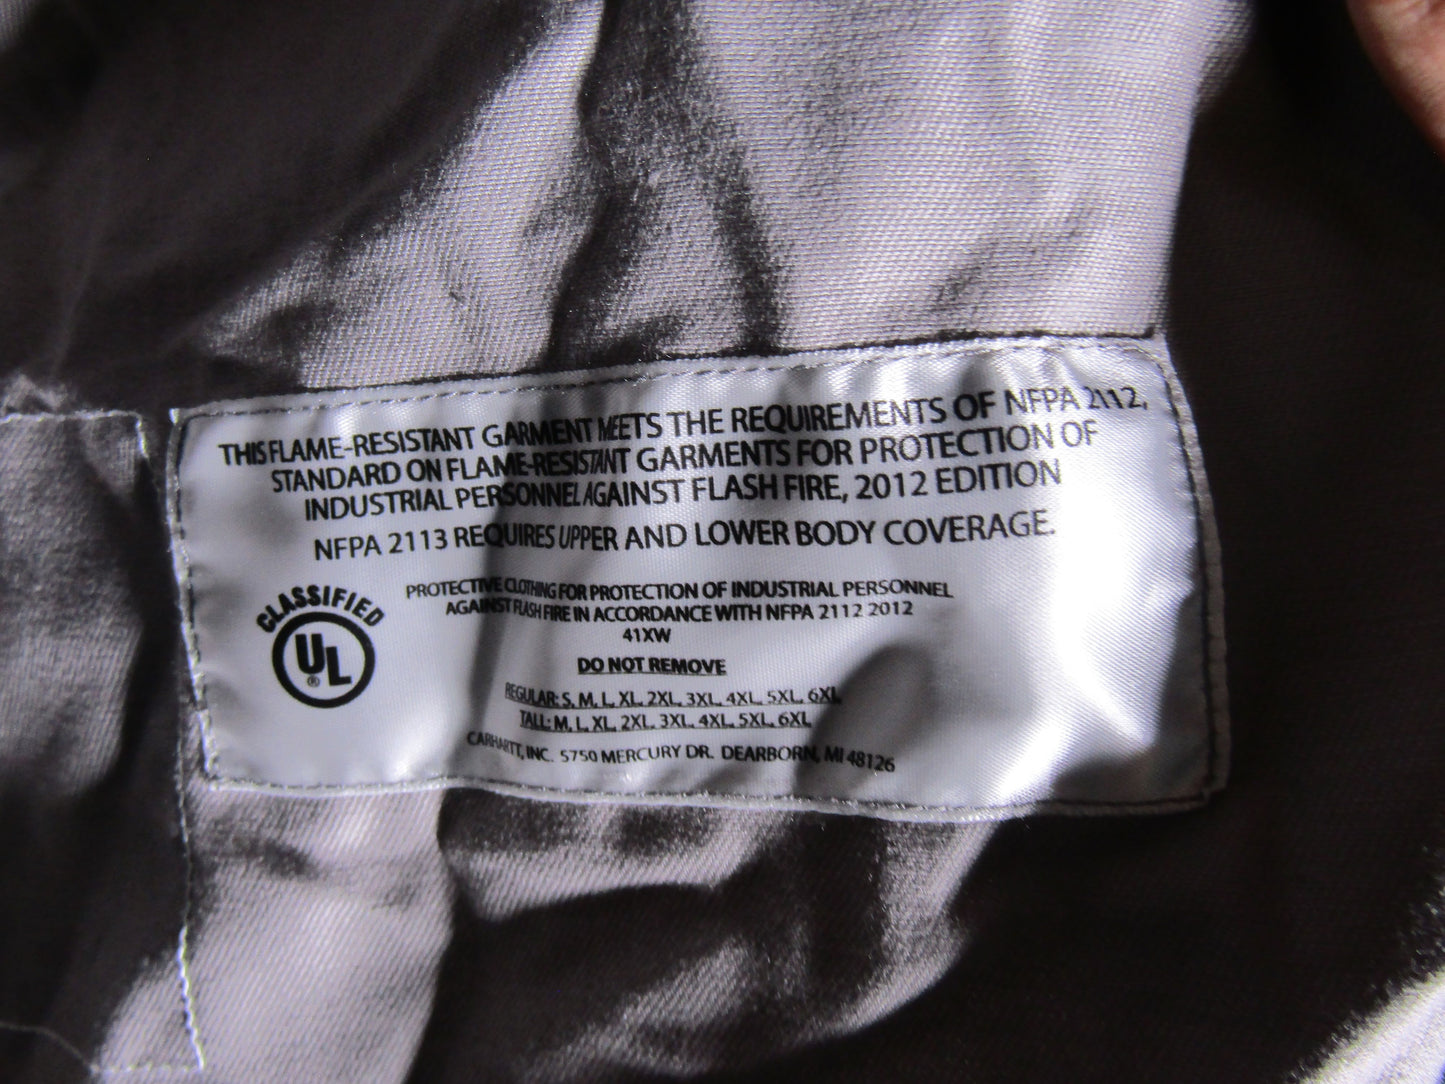 THIS FLAME-RESISTANT GARMENT MEETS THE REQUIREMENTS OF NFPA 2112,
STANDARD ON FLAME-RESISTANT GARMENTS FOR PROTECTION OF
INDUSTRIAL PERSONNEL AGAINST FLASH FIRE, 2012 EDITION
NFPA 2113 REQUIRES UPPER AND LOWER BODY COVERAGE.
CLASSIFIED
UL ®
PROTECTIVE CLOTHING FOR PROTECTION OF INDUSTRIAL PERSONNEL
AGAINST FLASH FIRE IN ACCORDANCE WITH NFPA 2112 2012
41XW
DO NOT REMOVE
REGULAR: S, M, L, XL, 2XL, 3XL, 4XL, 5XL, 6XL
TALL: M, L, XL, 2XL, 3XL, 4XL, 5XL, 6XL
CARHARTT, INC. 5750 MERCURY DR. DEARBORN, MI 48126